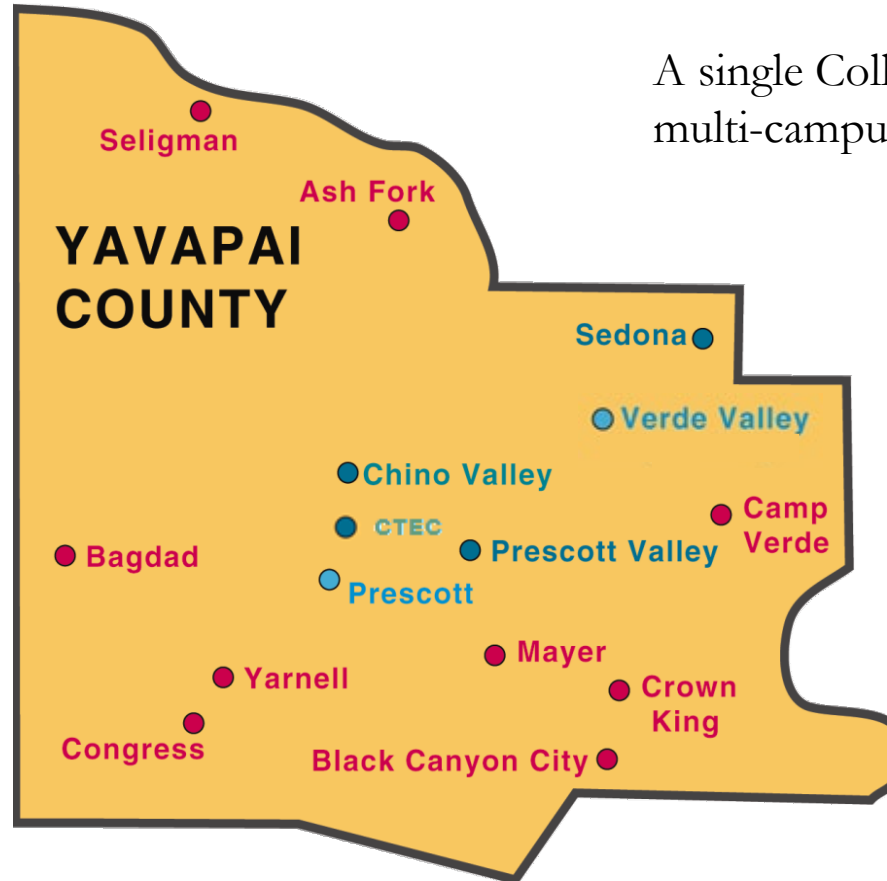 A single Coll
multi-campu
Seligman
Ash Fork
YAVAPAI
COUNTY
Sedona
Verde Valley
Chino Valley
CTEC
Camp
Verde
Bagdad
Prescott Valley
Prescott
Mayer
Yarnell
Crown
King
Congress
Black Canyon City